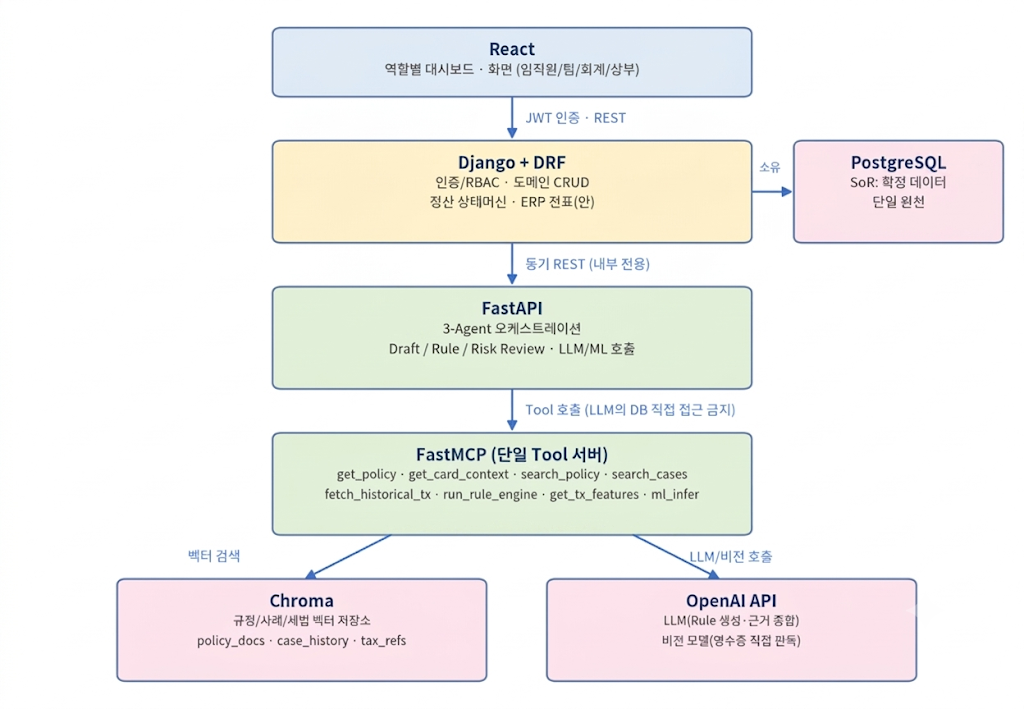 React
역할별 대시보드 · 화면 (임직원/팀/회계/상부)
JWT 인증 · REST
Django + DRF
인증/RBAC · 도메인 CRUD
정산 상태머신 · ERP 전표(안)
소유
PostgreSQL
SoR: 확정 데이터
단일 원천
동기 REST (내부 전용)
FastAPI
3-Agent 오케스트레이션
Draft / Rule / Risk Review · LLM/ML 호출
Tool 호출 (LLM의 DB 직접 접근 금지)
FastMCP (단일 Tool 서버)
get_policy · get_card_context · search_policy · search_cases
fetch_historical_tx · run_rule_engine · get_tx_features · ml_infer
벡터 검색
LLM/비전 호출
Chroma
규정/사례/세법 벡터 저장소
policy_docs · case_history · tax_refs
OpenAI API
LLM(Rule 생성·근거 종합)
비전 모델(영수증 직접 판독)